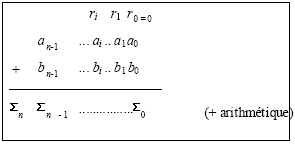 rᵢ r₁ r₀ ₌ ₀
aₙ₋₁ ... aᵢ .. a₁ a₀
+ bₙ₋₁ ... bᵢ .. b₁ b₀
Σₙ Σₙ ₋ ₁ ................Σ₀ (+ arithmétique)